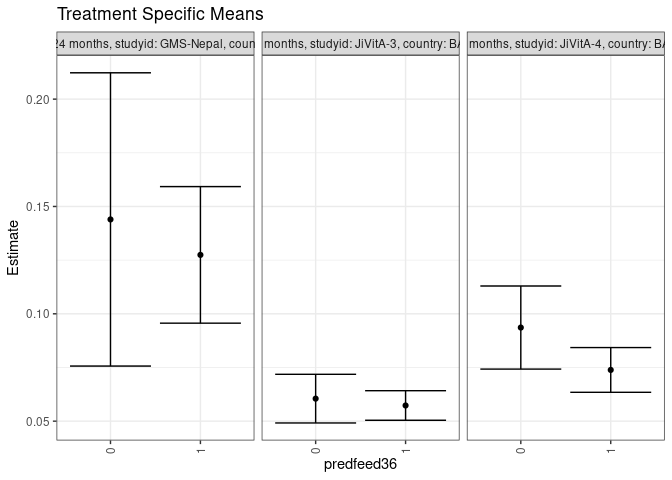 Treatment Specific Means
24 months, studyid: GMS-Nepal, coun
months, studyid: JiVitA-3, country: BA
months, studyid: JiVitA-4, country: BA
Estimate
0.20
0.15
0.10
0.05
0
1
0
1
0
1
predfeed36